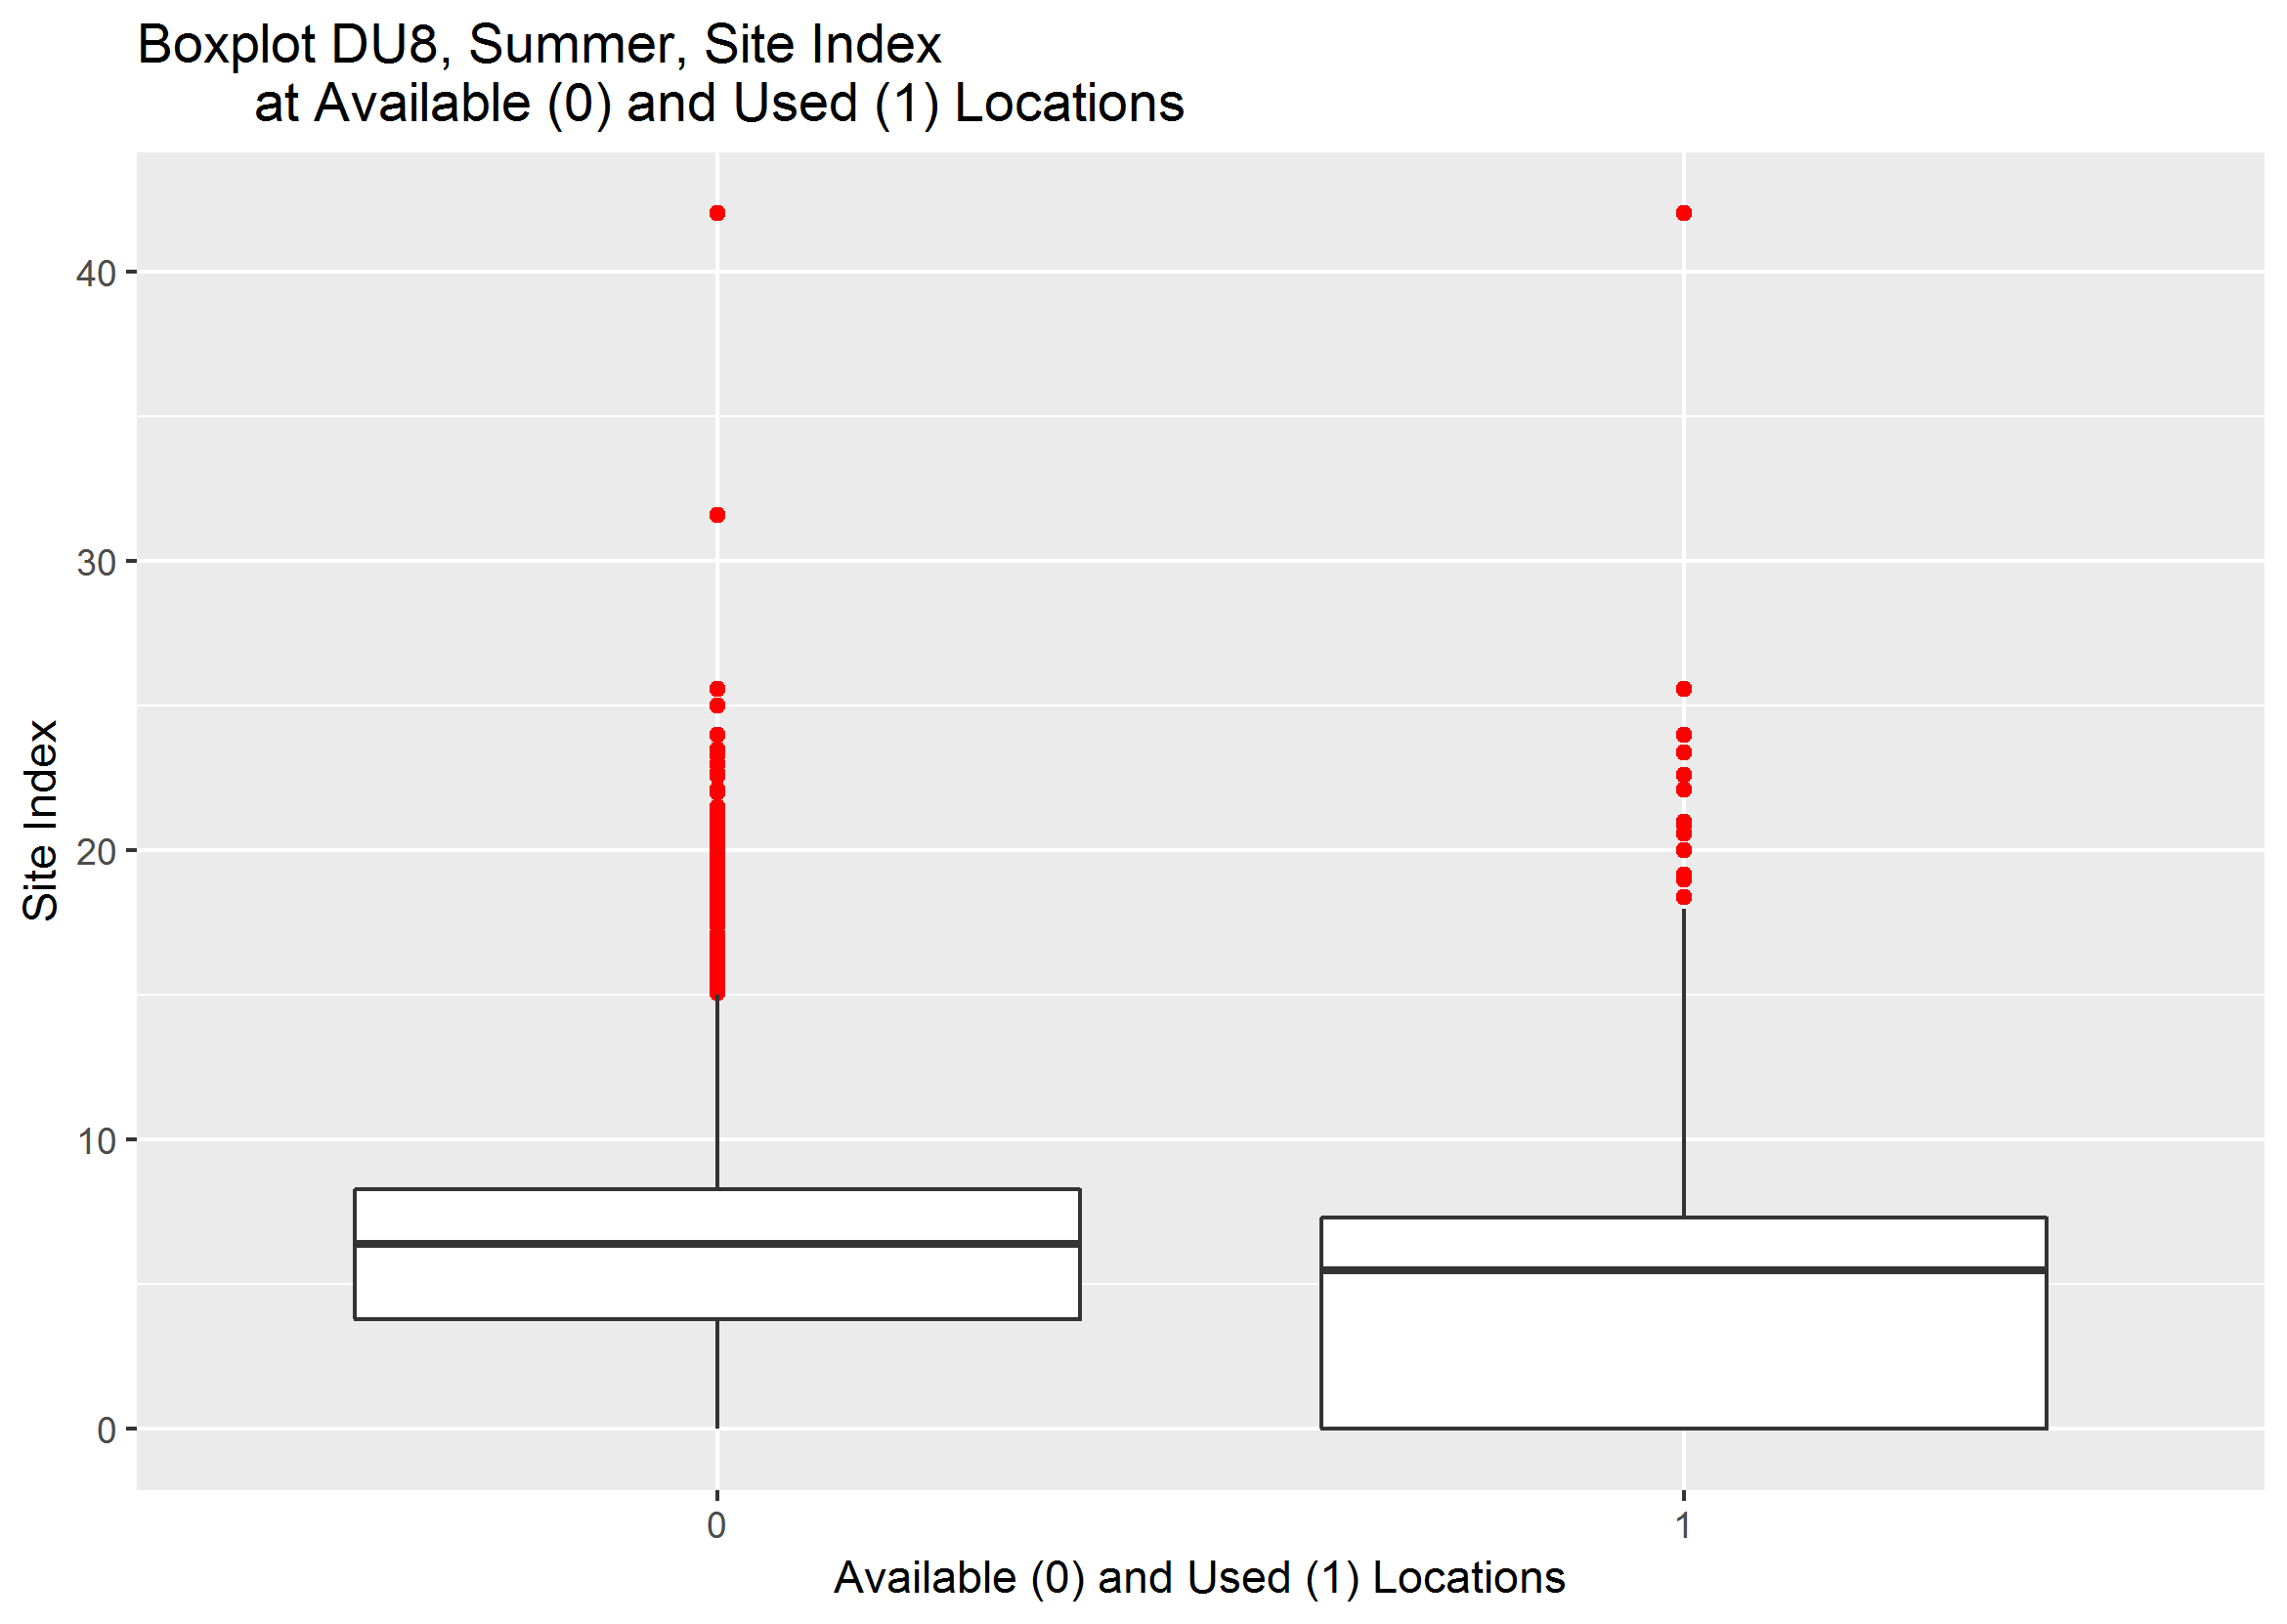 Boxplot DU8, Summer, Site Index
at Available (0) and Used (1) Locations
Site Index
40
30
20
10
0
0
1
Available (0) and Used (1) Locations